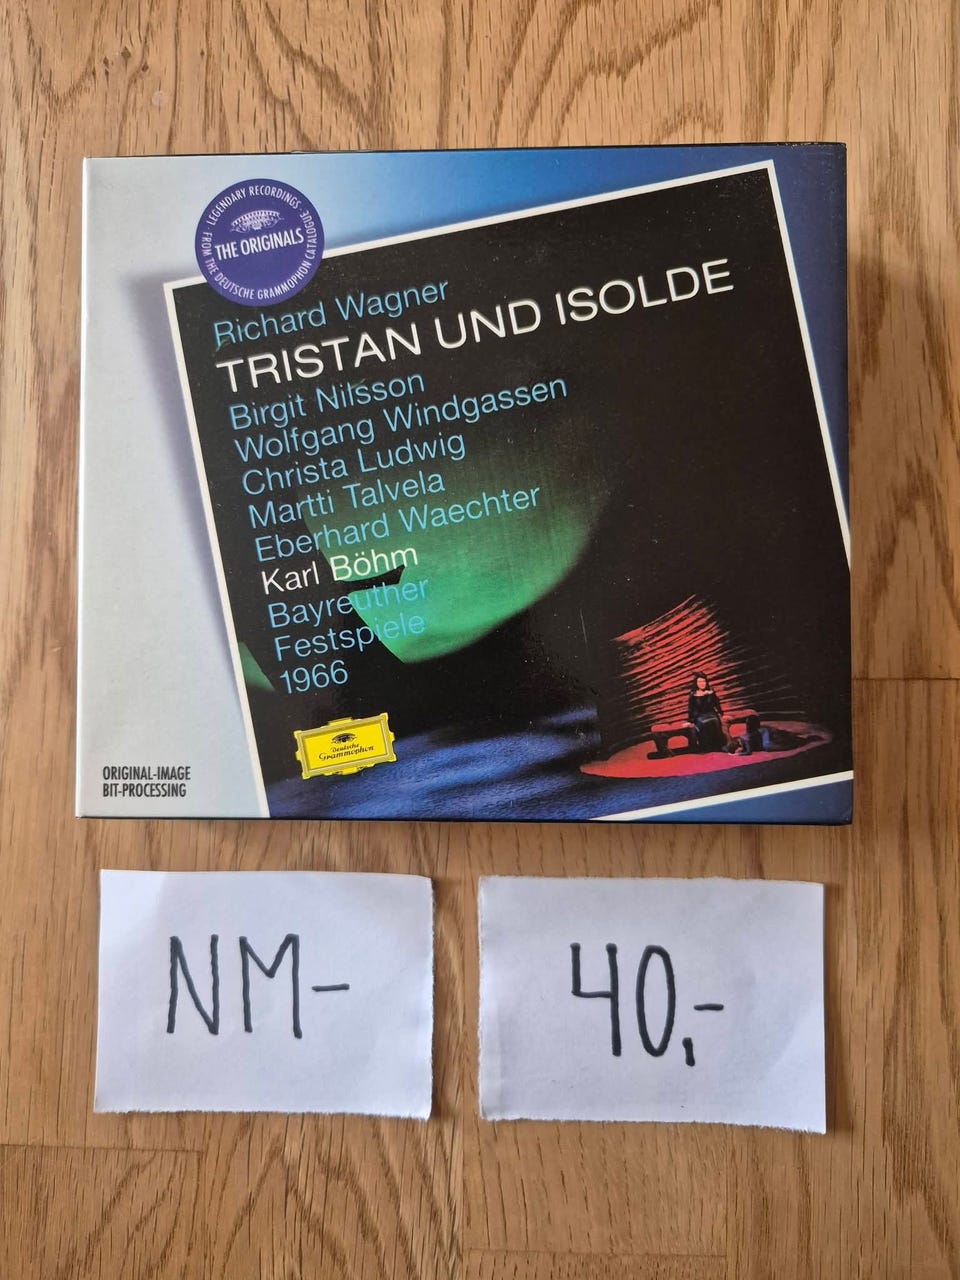 LEGENDARY RECORDINGS
THE ORIGINALS
FROM THE DEUTSCHE GRAMMOPHON CATALOGUE
Richard Wagner
TRISTAN UND ISOLDE
Birgit Nilsson
Wolfgang Windgassen
Christa Ludwig
Martti Talvela
Eberhard Waechter
Karl Böhm
Bayreuther
Festspiele
1966
Deutsche
Grammophon
ORIGINAL-IMAGE
BIT-PROCESSING
NM-
40,-